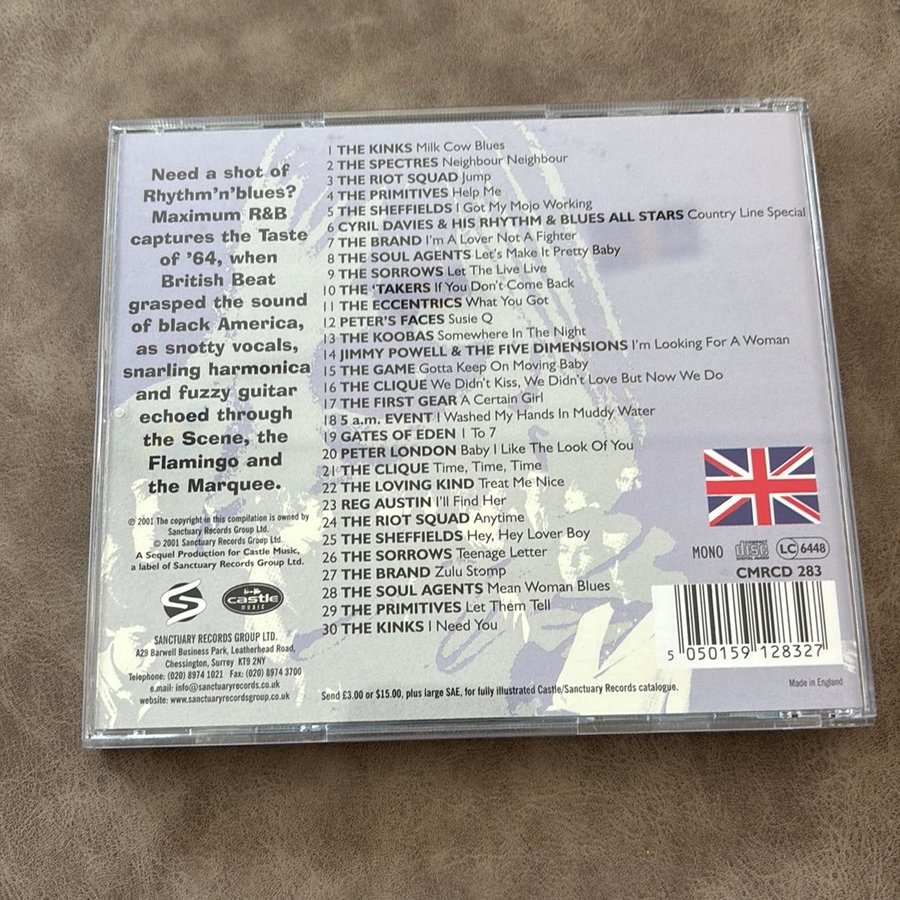 Need a shot of
Rhythm'n'blues?
Maximum R&B
captures the Taste
of '64, when
British Beat
grasped the sound
of black America,
as snotty vocals,
snarling harmonica
and fuzzy guitar
echoed through
the Scene, the
Flamingo and
the Marquee.
℗ 2001 The copyright in this compilation is owned by
Sanctuary Records Group Ltd.
© 2001 Sanctuary Records Group Ltd.
A Sequel Production for Castle Music,
a label of Sanctuary Records Group Ltd.
S
castle
MUSIC
SANCTUARY RECORDS GROUP LTD.
A29 Barwell Business Park, Leatherhead Road,
Chessington, Surrey KT9 2NY
Telephone: (020) 8974 1021 Fax: (020) 8974 3700
e.mail: info@sanctuaryrecords.co.uk
website: www.sanctuaryrecordsgroup.co.uk
1 THE KINKS Milk Cow Blues
2 THE SPECTRES Neighbour Neighbour
3 THE RIOT SQUAD Jump
4 THE PRIMITIVES Help Me
5 THE SHEFFIELDS I Got My Mojo Working
6 CYRIL DAVIES & HIS RHYTHM & BLUES ALL STARS Country Line Special
7 THE BRAND I'm A Lover Not A Fighter
8 THE SOUL AGENTS Let's Make It Pretty Baby
9 THE SORROWS Let The Live Live
10 THE 'TAKERS If You Don't Come Back
11 THE ECCENTRICS What You Got
12 PETER'S FACES Susie Q
13 THE KOOBAS Somewhere In The Night
14 JIMMY POWELL & THE FIVE DIMENSIONS I'm Looking For A Woman
15 THE GAME Gotta Keep On Moving Baby
16 THE CLIQUE We Didn't Kiss, We Didn't Love But Now We Do
17 THE FIRST GEAR A Certain Girl
18 5 a.m. EVENT I Washed My Hands In Muddy Water
19 GATES OF EDEN 1 To 7
20 PETER LONDON Baby I Like The Look Of You
21 THE CLIQUE Time, Time, Time
22 THE LOVING KIND Treat Me Nice
23 REG AUSTIN I'll Find Her
24 THE RIOT SQUAD Anytime
25 THE SHEFFIELDS Hey, Hey Lover Boy
26 THE SORROWS Teenage Letter
27 THE BRAND Zulu Stomp
28 THE SOUL AGENTS Mean Woman Blues
29 THE PRIMITIVES Let Them Tell
30 THE KINKS I Need You
Send £3.00 or $15.00, plus large SAE, for fully illustrated Castle/Sanctuary Records catalogue.
MONO COMPACT disc DIGITAL AUDIO LC 6448
CMRCD 283
5 050159 128327
Made in England